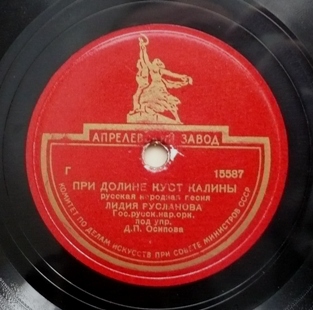 АПРЕЛЕВСКИЙ ЗАВОД
Г 15587
ПРИ ДОЛИНЕ КУСТ КАЛИНЫ
русская народная песня
ЛИДИЯ РУСЛАНОВА
Гос.русск.нар.орк.
под упр.
Д.П. Осипова
КОМИТЕТ ПО ДЕЛАМ ИСКУССТВ ПРИ СОВЕТЕ МИНИСТРОВ СССР